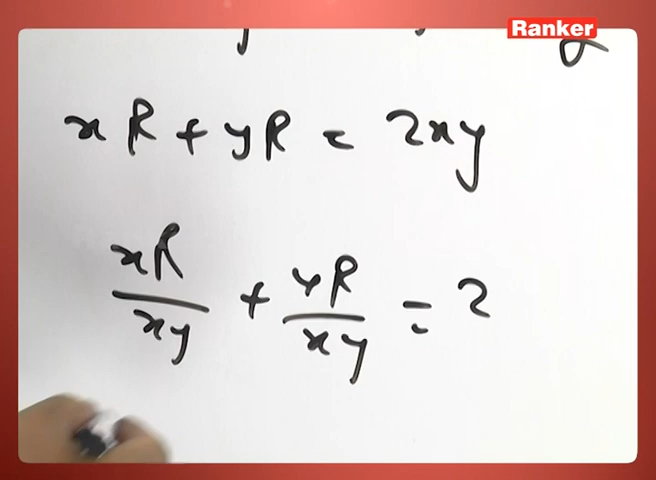 Ranker
xR + yR = 2xy
xR/xy + yR/xy = 2